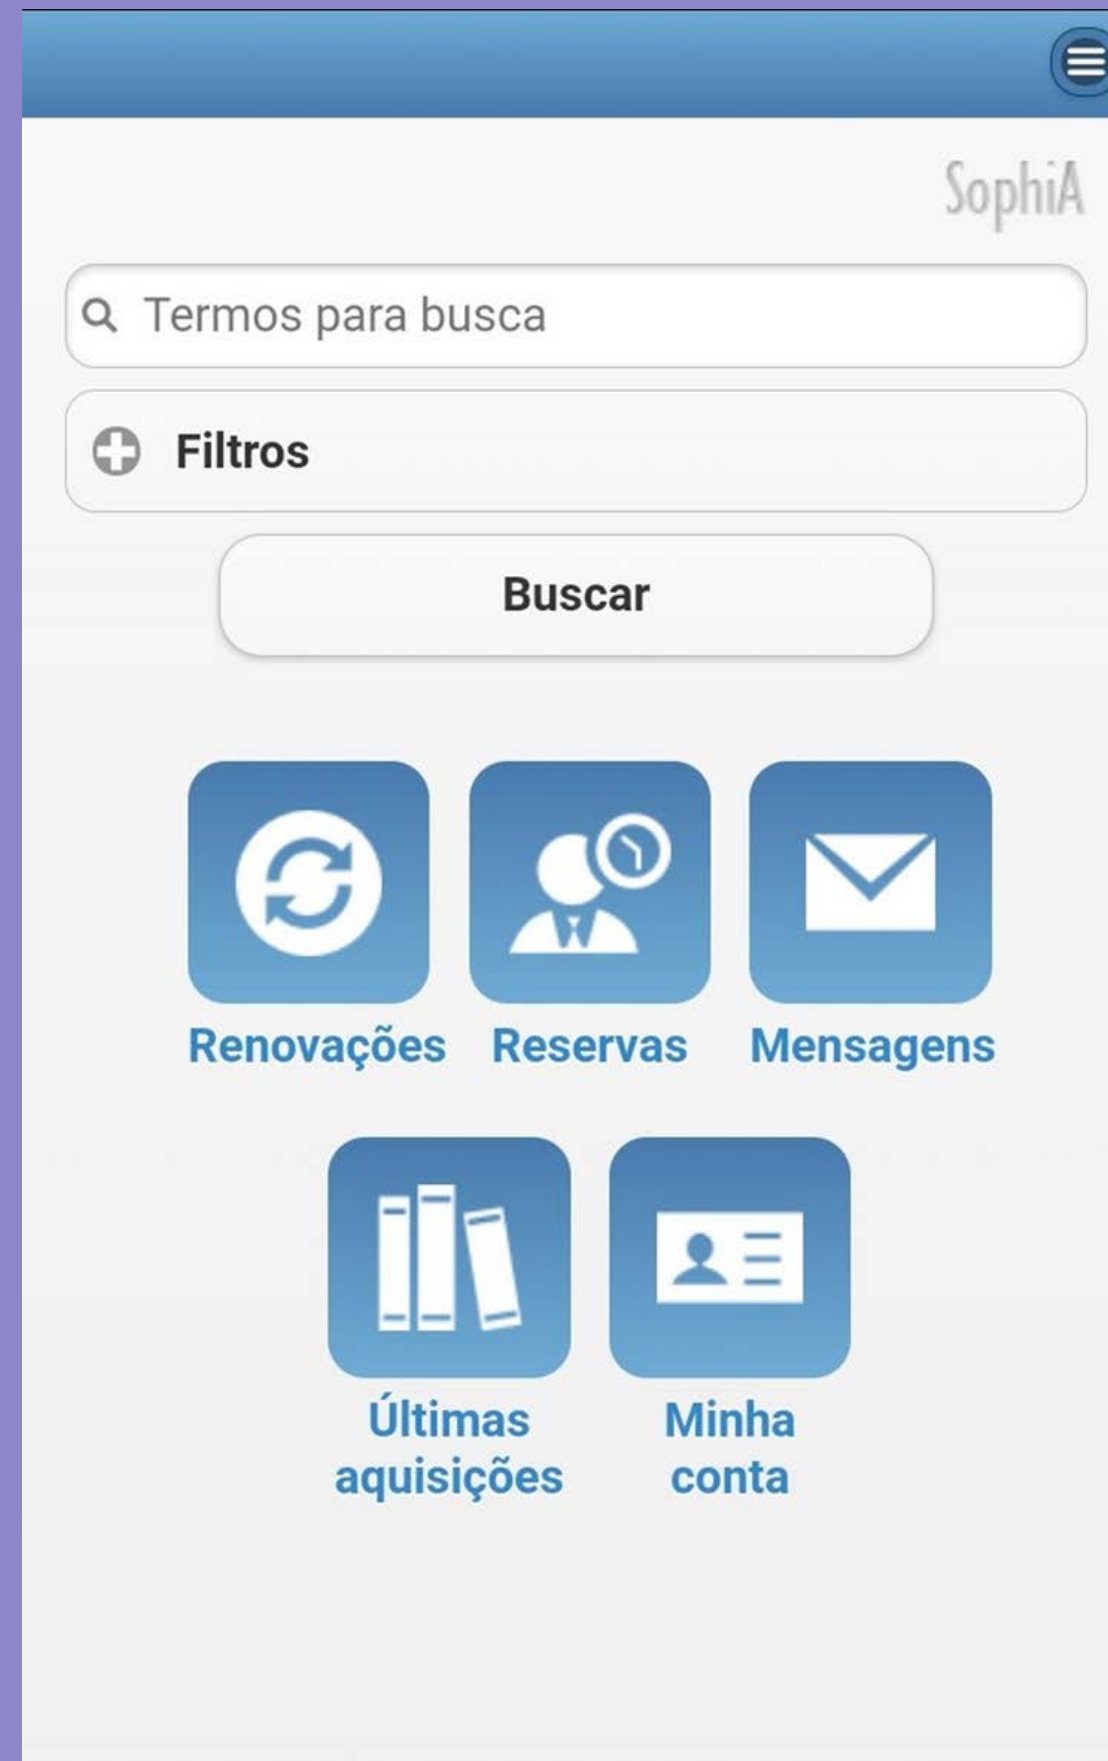 SophiA
Termos para busca
Filtros
Buscar
Renovações Reservas Mensagens
Últimas
aquisições
Minha
conta